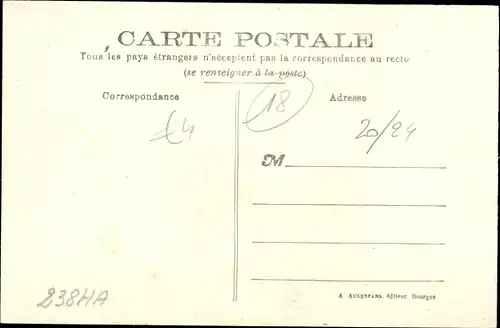 CARTE POSTALE
Tous les pays étrangers n'acceptent pas la correspondance au recto
(se renseigner à la poste)
Correspondance
18
Adresse
£4
20/24
M
238HA
A AUXENFANS, éditeur, Bourges